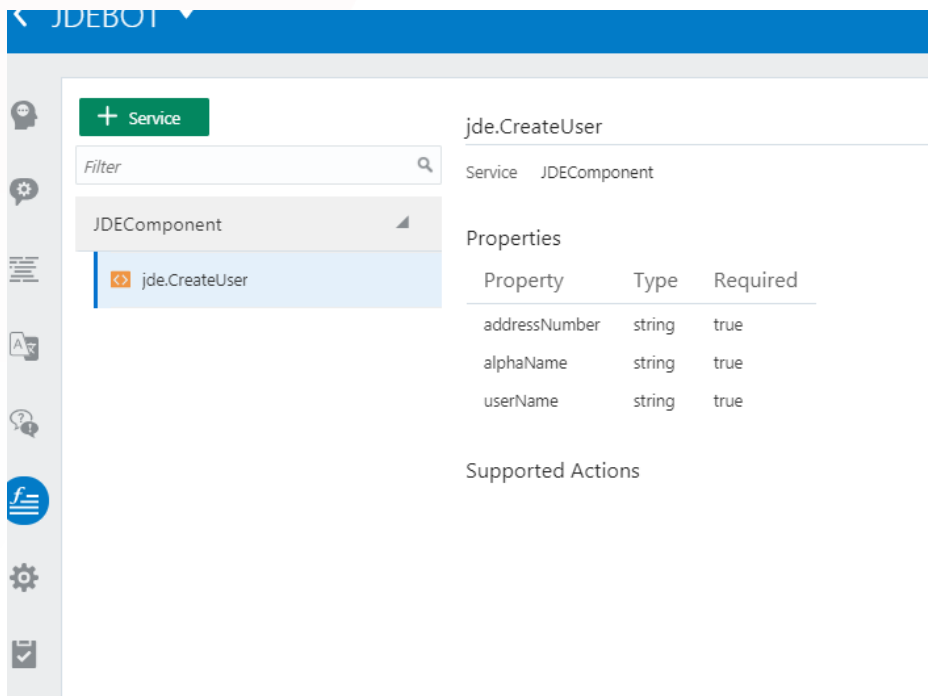 JDEBOT
+ Service
Filter
JDEComponent
jde.CreateUser
jde.CreateUser
Service JDEComponent
Properties
Property Type Required
addressNumber string true
alphaName string true
userName string true
Supported Actions